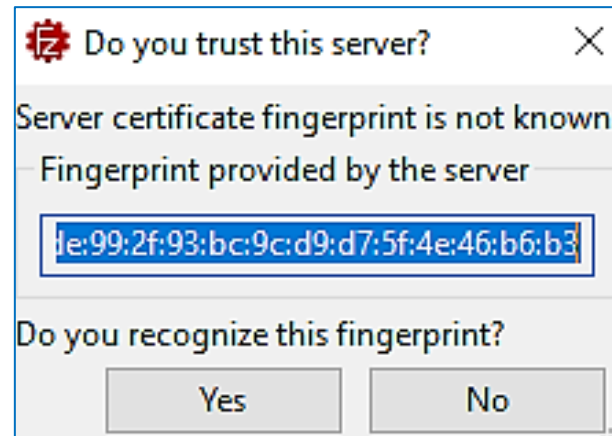 Do you trust this server?
Server certificate fingerprint is not known
Fingerprint provided by the server
de:99:2f:93:bc:9c:d9:d7:5f:4e:46:b6:b3
Do you recognize this fingerprint?
Yes
No